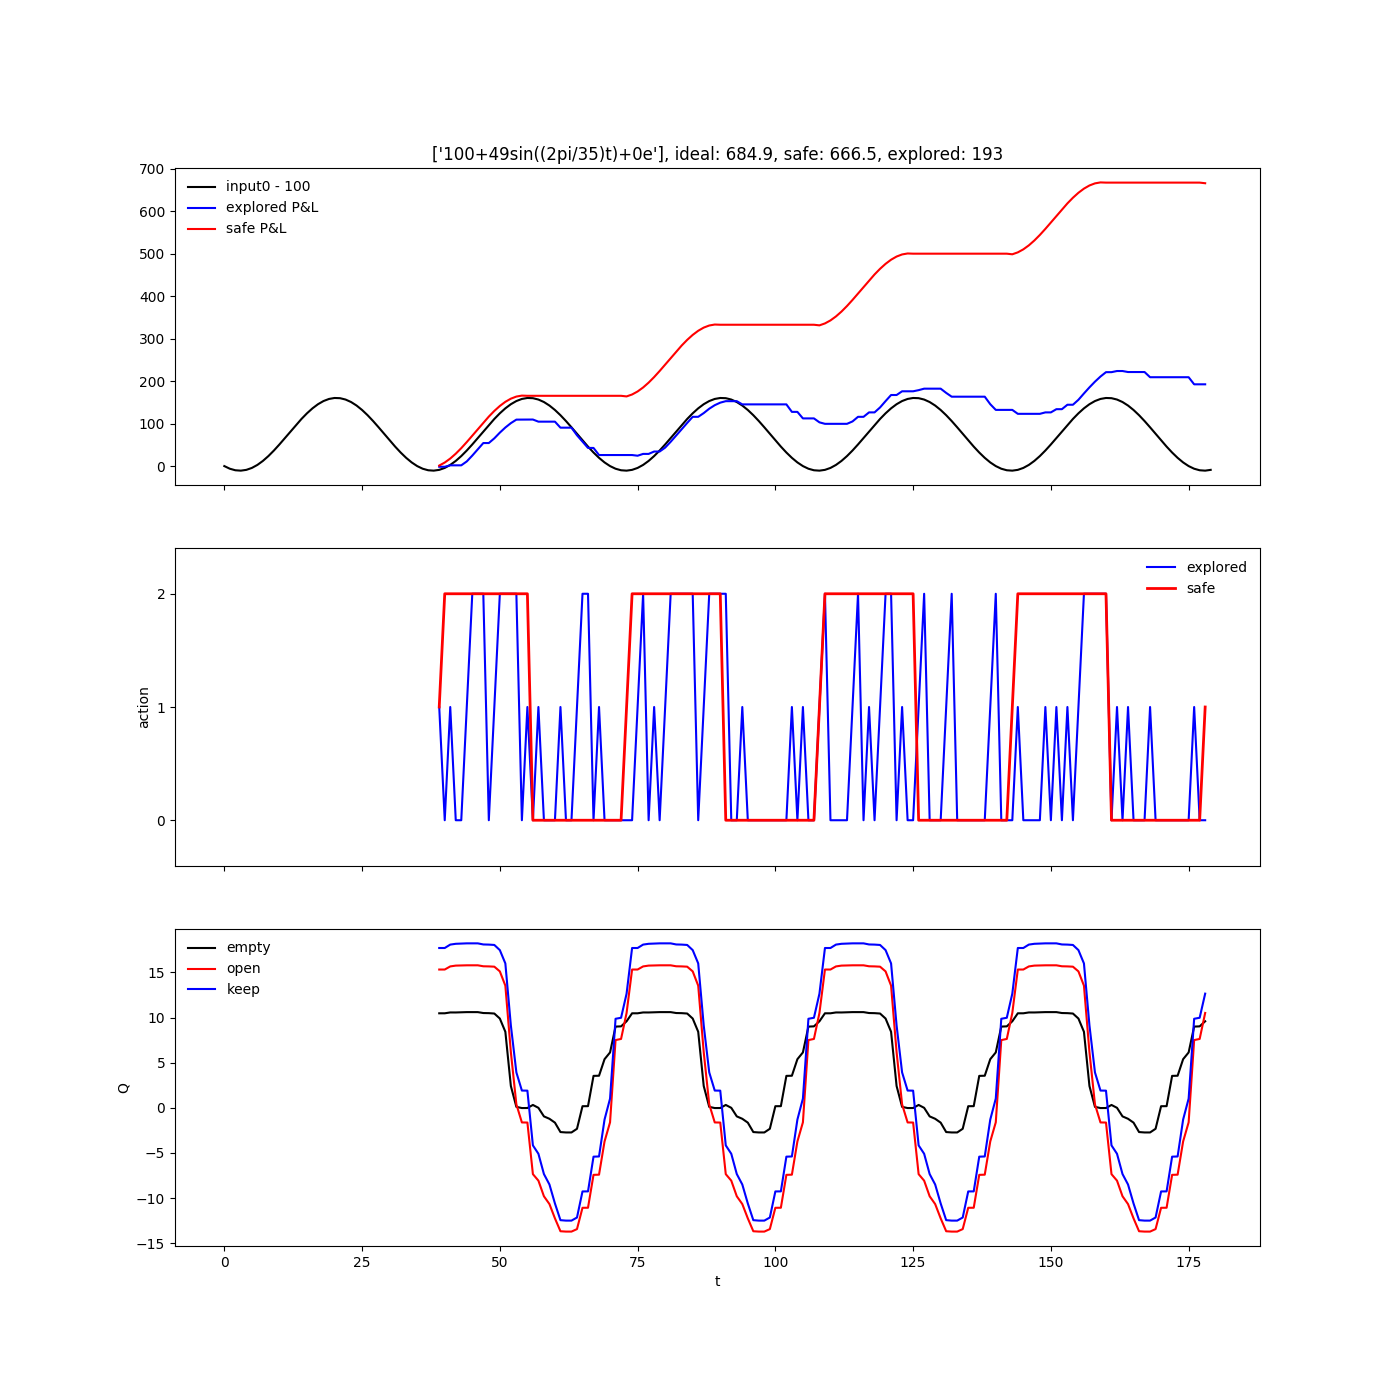 ['100+49sin((2pi/35)t)+0e'], ideal: 684.9, safe: 666.5, explored: 193
700
600
500
400
300
200
100
0
input0 - 100
explored P&L
safe P&L
action
2
1
0
explored
safe
Q
15
10
5
0
−5
−10
−15
empty
open
keep
0 25 50 75 100 125 150 175
t